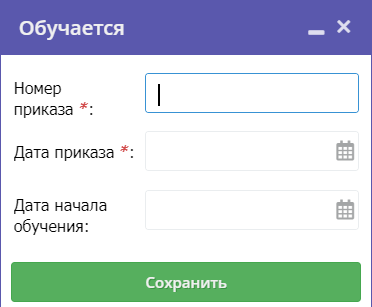 Обучается
Номер
приказа *:
Дата приказа *:
Дата начала
обучения:
Сохранить